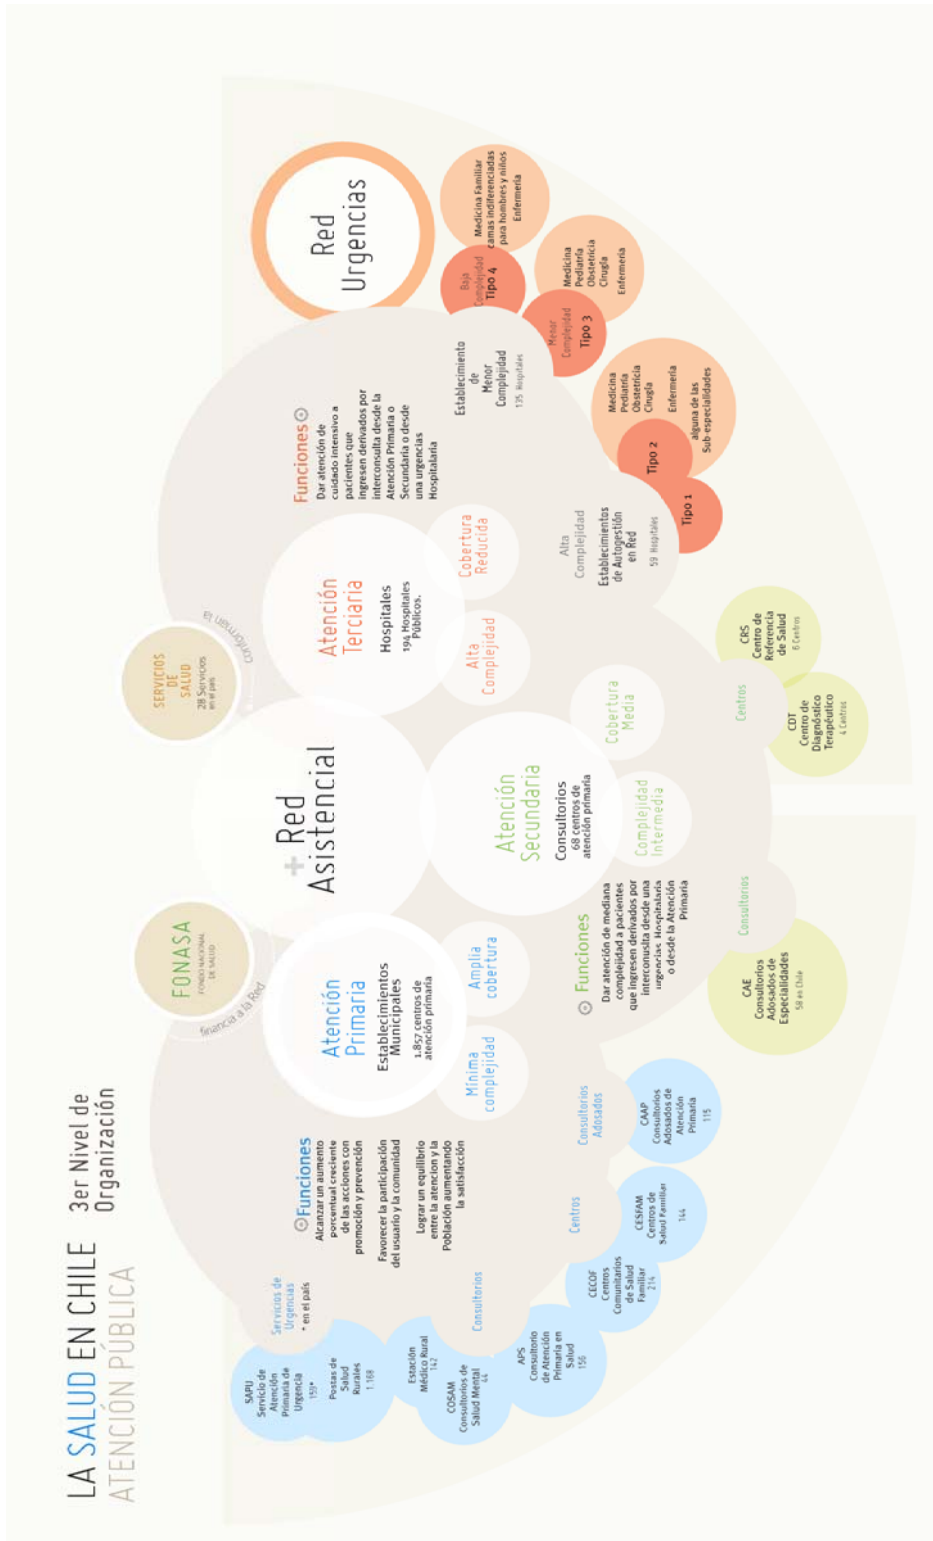 LA SALUD EN CHILE
ATENCIÓN PÚBLICA
3er Nivel de
Organización
FONASA
FONDO NACIONAL
DE SALUD
financia a la Red
SERVICIOS
DE
SALUD
28 Servicios
en el país
conforman la
Red
Asistencial
Red
Urgencias
Atención
Primaria
Establecimientos
Municipales
1.857 centros de
atención primaria
Mínima
complejidad
Amplia
cobertura
Funciones
Alcanzar un aumento
porcentual creciente
de las acciones con
promoción y prevención
Favorecer la participación
del usuario y la comunidad
Lograr un equilibrio
entre la atencion y la
Población aumentando
la satisfacción
Servicios de
Urgencias
* en el país
SAPU
Servicio de
Atención
Primaria de
Urgencia
159*
Postas de
Salud
Rurales
1.168
Consultorios
Estación
Médico Rural
142
COSAM
Consultorios de
Salud Mental
44
APS
Consultorio
de Atención
Primaria en
Salud
156
Centros
CECOF
Centros
Comunitarios
de Salud
Familiar
214
CESFAM
Centros de
Salud Familiar
144
Consultorios
Adosados
CAAP
Consultorios
Adosados de
Atención
Primaria
115
Atención
Secundaria
Consultorios
68 centros de
atención primaria
Complejidad
Intermedia
Cobertura
Media
Funciones
Dar atención de mediana
complejidad a pacientes
que ingresen derivados por
interconusIta desde una
urgencias Hospitalaria
o desde la Atención
Primaria
Consultorios
CAE
Consultorios
Adosados de
Especialidades
58 en Chile
Centros
CDT
Centro de
Diagnóstico
Terapéutico
4 Centros
CRS
Centro de
Referencia
de Salud
6 Centros
Atención
Terciaria
Hospitales
194 Hospitales
Públicos.
Alta
Complejidad
Cobertura
Reducida
Funciones
Dar atención de
cuidado intensivo a
pacientes que
ingresen derivados por
interconsulta desde la
Atención Primaria o
Secundaria o desde
una urgencias
Hospitalaria
Alta
Complejidad
Establecimientos
de Autogestión
en Red
59 Hospitales
Tipo 1
Tipo 2
Medicina
Pediatría
Obstetricia
Cirugía
Enfermería
alguna de las
Sub-especialidades
Establecimiento
de
Menor
Complejidad
135 Hospitales
Menor
Complejidad
Tipo 3
Medicina
Pediatría
Obstetricia
Cirugía
Enfermería
Baja
Complejidad
Tipo 4
Medicina Familiar
camas indiferenciadas
para hombres y niños
Enfermería